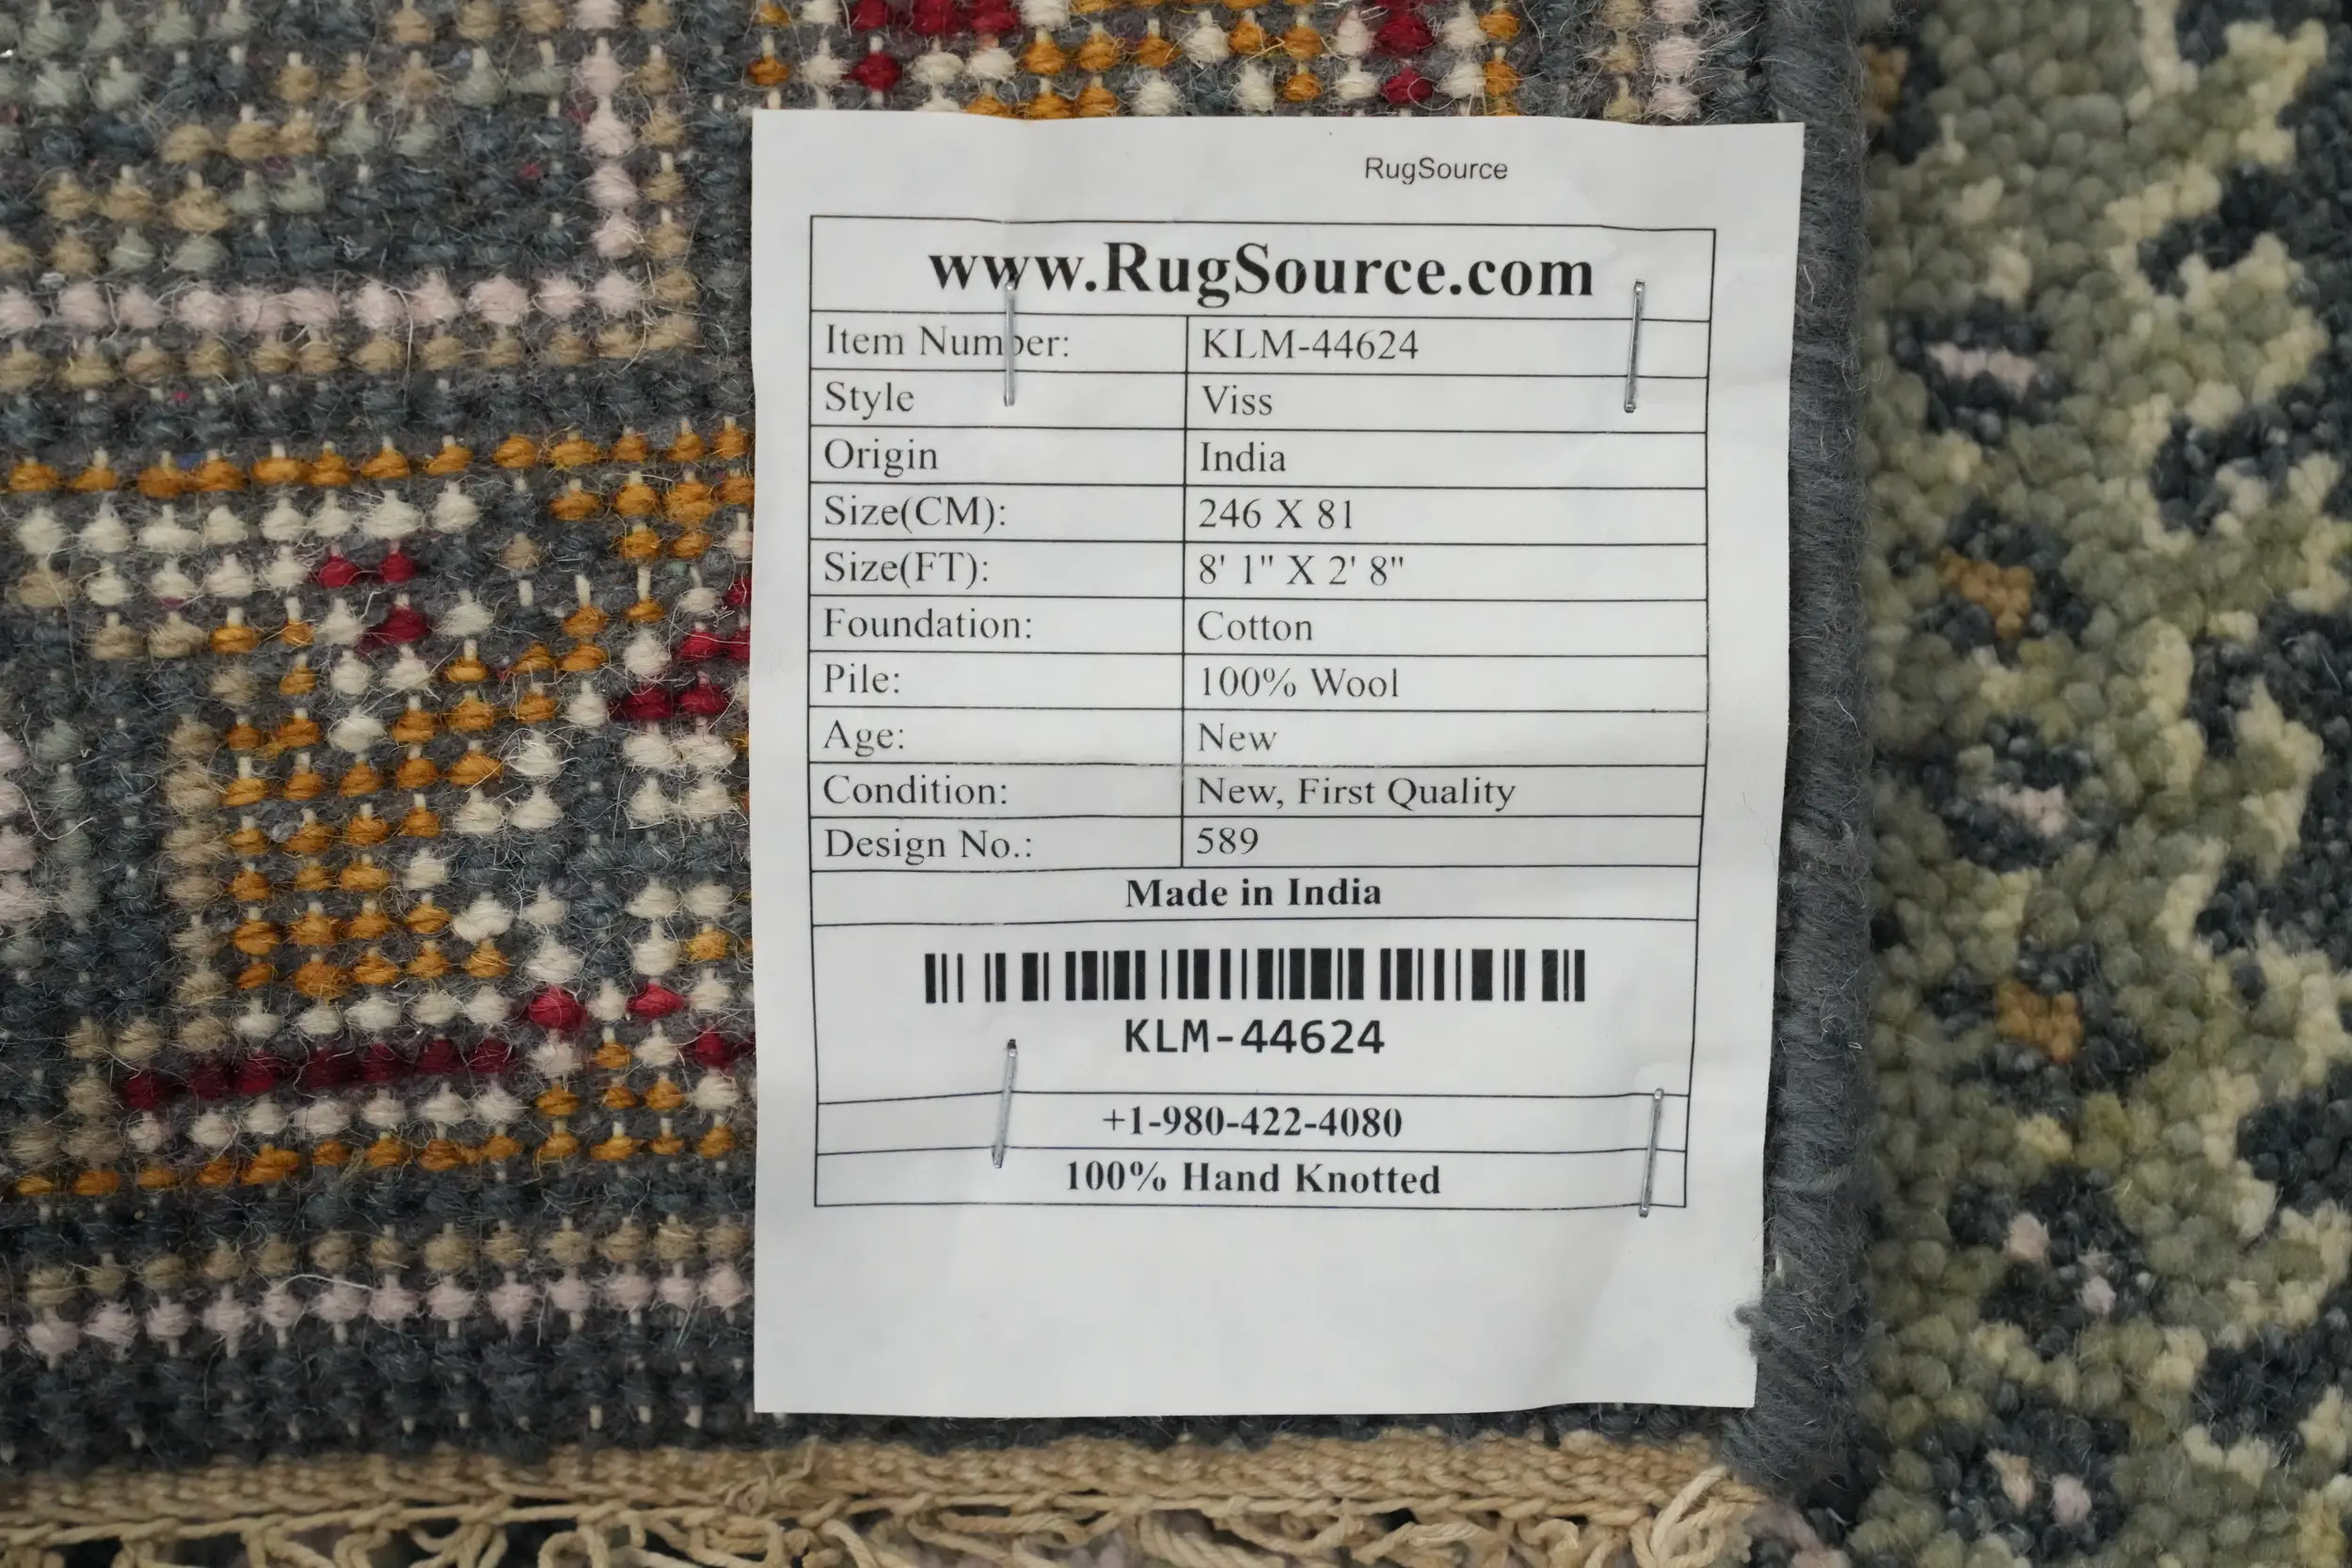 RugSource
www.RugSource.com
Item Number: KLM-44624
Style Viss
Origin India
Size(CM): 246 X 81
Size(FT): 8' 1" X 2' 8"
Foundation: Cotton
Pile: 100% Wool
Age: New
Condition: New, First Quality
Design No.: 589
Made in India
KLM-44624
+1-980-422-4080
100% Hand Knotted